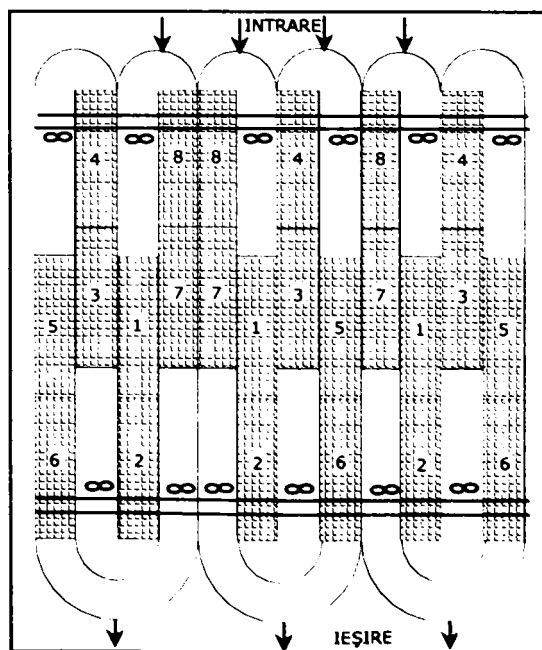 INTRARE
∞ 4 ∞ 8 8 ∞ 4 ∞ 8 ∞ 4 ∞
5 3 1 7 7 1 3 5 7 1 3 5
6 ∞ 2 ∞ ∞ 2 ∞ 6 ∞ 2 ∞ 6
IEȘIRE